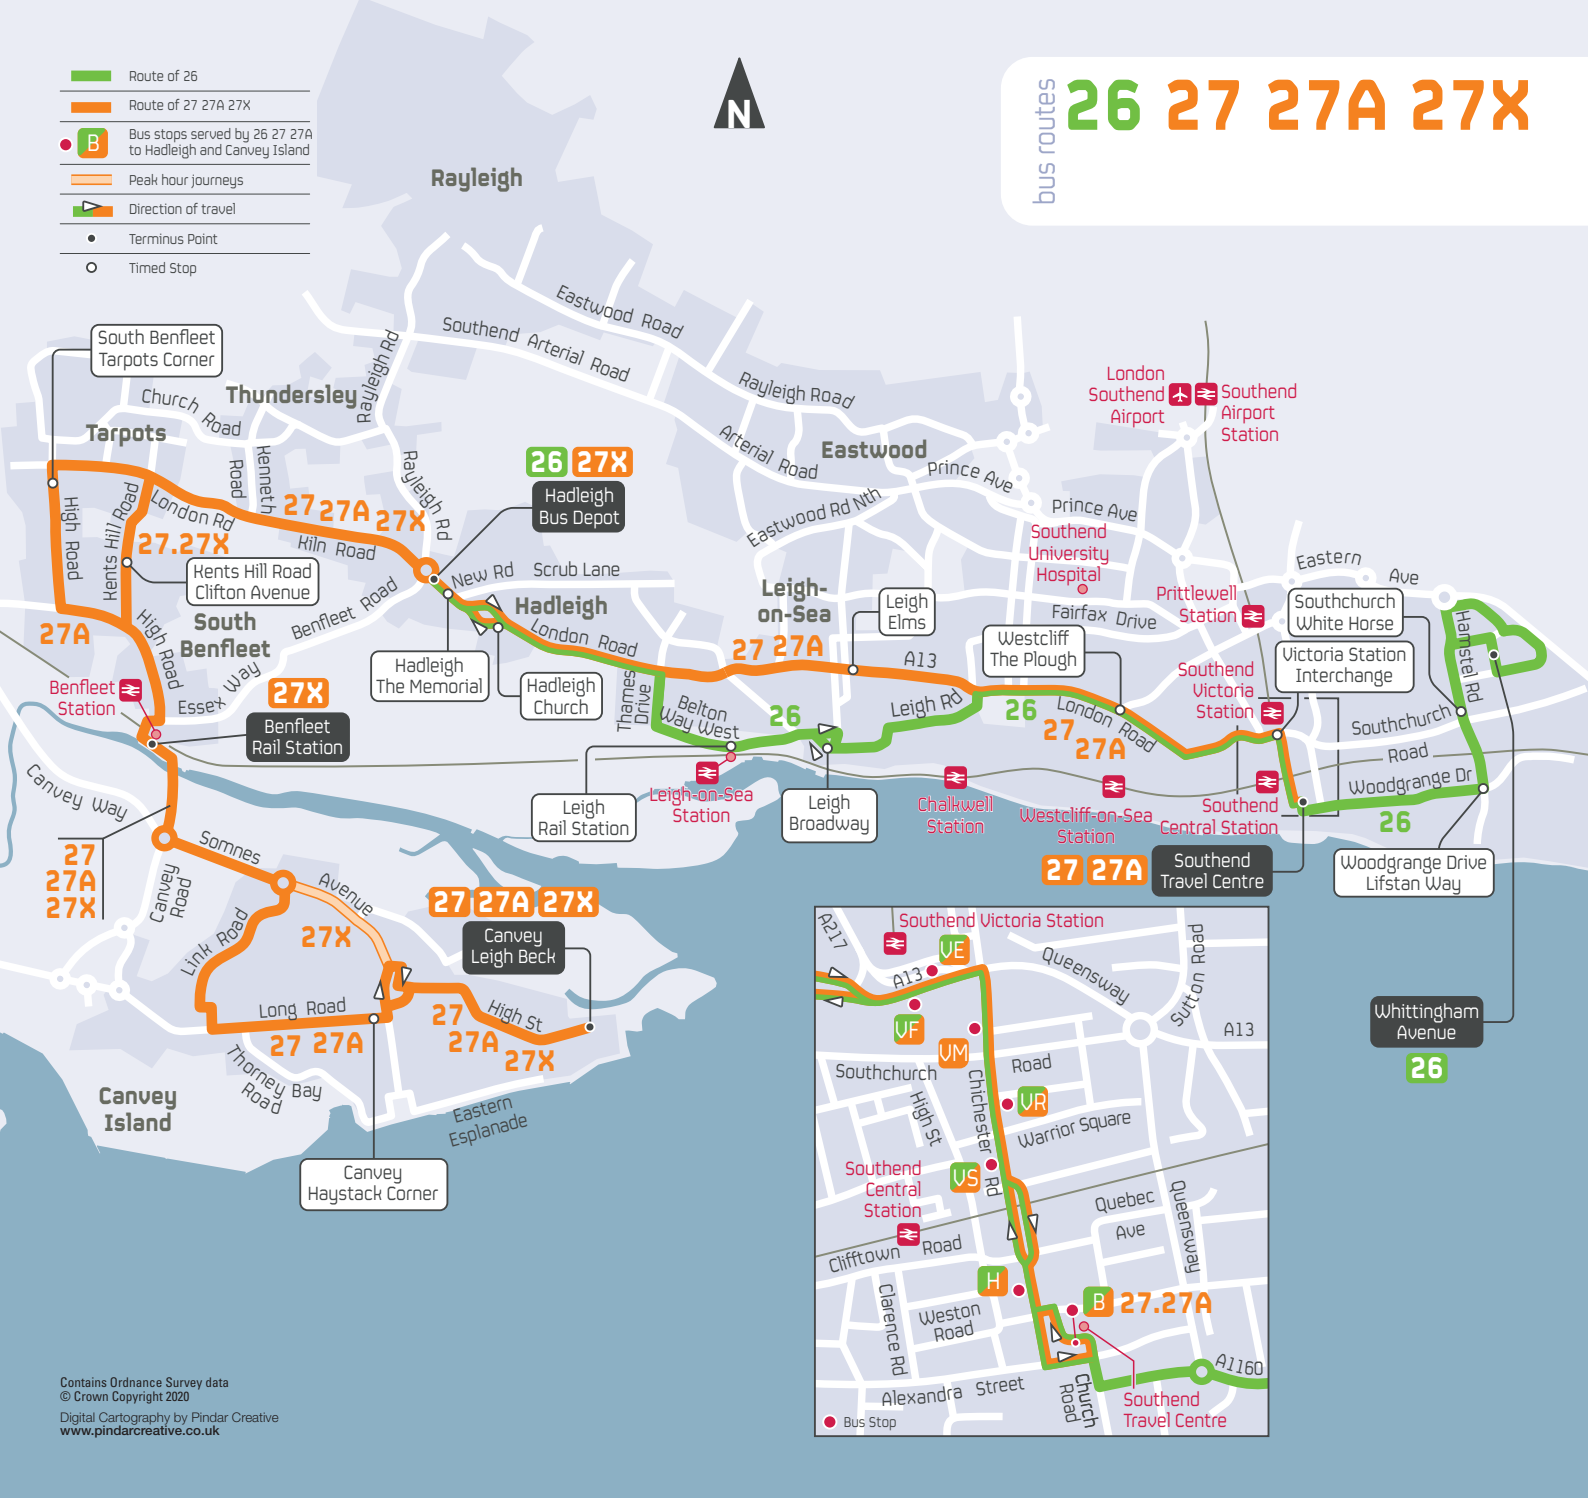 Route of 26
Route of 27 27A 27X
B
Bus stops served by 26 27 27A
to Hadleigh and Canvey Island
Peak hour journeys
Direction of travel
Terminus Point
Timed Stop
N
bus routes
26 27 27A 27X
Rayleigh
Eastwood Road
Southend Arterial Road
Rayleigh Rd
South Benfleet
Tarpots Corner
Church Road
Thundersley
Tarpots
Kenneth
Road
Rayleigh Rd
Rayleigh Road
Arterial Road
Eastwood
Prince Ave
Eastwood Rd Nth
Prince Ave
London
Southend
Airport
Southend
Airport
Station
26 27X
Hadleigh
Bus Depot
High Road
Kents Hill Road
London Rd
27 27A 27X
27.27X
Kiln Road
Kents Hill Road
Clifton Avenue
27A
High Road
South
Benfleet
Benfleet Road
New Rd
Scrub Lane
Hadleigh
London Road
Leigh-
on-Sea
27 27A
Leigh
Elms
A13
Southend
University
Hospital
Fairfax Drive
Westcliff
The Plough
Prittlewell
Station
Eastern
Ave
Southchurch
White Horse
Victoria Station
Interchange
Southend
Victoria
Station
Hamstel Rd
Southchurch
Road
Woodgrange Dr
26
Benfleet
Station
Essex Way
27X
Benfleet
Rail Station
Hadleigh
The Memorial
Hadleigh
Church
Thames
Drive
Belton
Way West
26
Leigh Rd
26
London Road
27
27A
Leigh
Rail Station
Leigh-on-Sea
Station
Leigh
Broadway
Chalkwell
Station
Westcliff-on-Sea
Station
Southend
Central Station
27 27A
Southend
Travel Centre
Woodgrange Drive
Lifstan Way
Whittingham
Avenue
26
Canvey Way
27
27A
27X
Somnes
Avenue
Canvey
Road
Link Road
27X
27 27A 27X
Canvey
Leigh Beck
Long Road
27 27A
27
27A
27X
High St
Thorney Bay
Road
Canvey
Island
Eastern
Esplanade
Canvey
Haystack Corner
A217
Southend Victoria Station
VE
A13
VF
VM
Queensway
Sutton Road
A13
Southchurch
Road
High St
Chichester
Rd
VR
Warrior Square
VS
Southend
Central
Station
Quebec
Ave
Queensway
Clifftown Road
H
B
27.27A
Weston
Road
Clarence Rd
Alexandra Street
Church
Road
A1160
Southend
Travel Centre
Bus Stop
Contains Ordnance Survey data
© Crown Copyright 2020
Digital Cartography by Pindar Creative
www.pindarcreative.co.uk